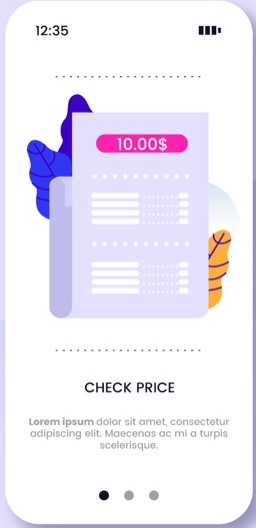 12:35
10.00$
CHECK PRICE
Lorem ipsum dolor sit amet, consectetur
adipiscing elit. Maecenas ac mi a turpis
scelerisque.